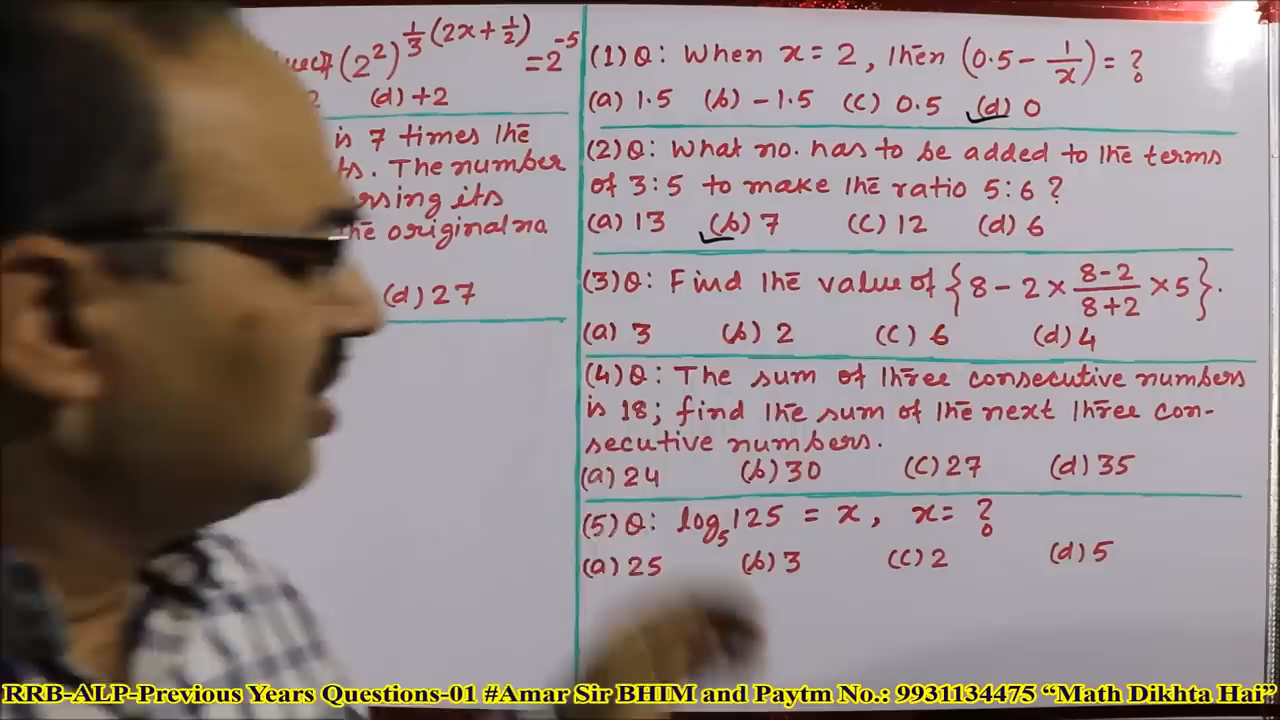 (2²)^⅓(2x+½) = 2⁻⁵
2 (d) +2
is 7 times the
ts. The number
rsing its
the original no
(d) 27
(1) Q: When x = 2, then (0.5 - 1/x) = ?
(a) 1.5 (b) -1.5 (c) 0.5 (d) 0
(2) Q: What no. has to be added to the terms
of 3:5 to make the ratio 5:6 ?
(a) 13 (b) 7 (c) 12 (d) 6
(3) Q: Find the value of {8 - 2 × (8-2)/(8+2) × 5}.
(a) 3 (b) 2 (c) 6 (d) 4
(4) Q: The sum of three consecutive numbers
is 18; find the sum of the next three con-
secutive numbers.
(a) 24 (b) 30 (c) 27 (d) 35
(5) Q: log₅125 = x, x = ?
(a) 25 (b) 3 (c) 2 (d) 5
RRB-ALP-Previous Years Questions-01 #Amar Sir BHIM and Paytm No.: 9931134475 “Math Dikhta Hai”